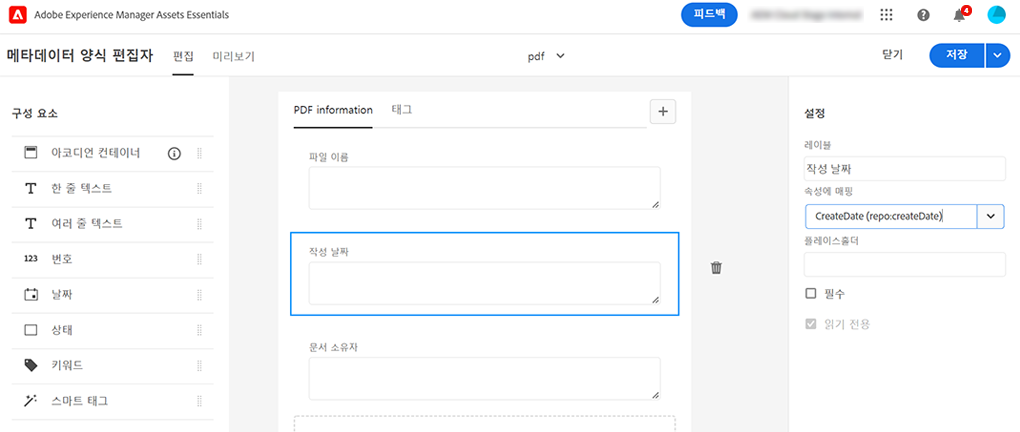 Adobe Experience Manager Assets Essentials
피드백
4
메타데이터 양식 편집자
편집
미리보기
pdf
닫기
저장
구성 요소
아코디언 컨테이너
한 줄 텍스트
여러 줄 텍스트
123 번호
날짜
상태
키워드
스마트 태그
PDF information
태그
파일 이름
작성 날짜
문서 소유자
설정
레이블
작성 날짜
속성에 매핑
CreateDate (repo:createDate)
플레이스홀더
필수
읽기 전용